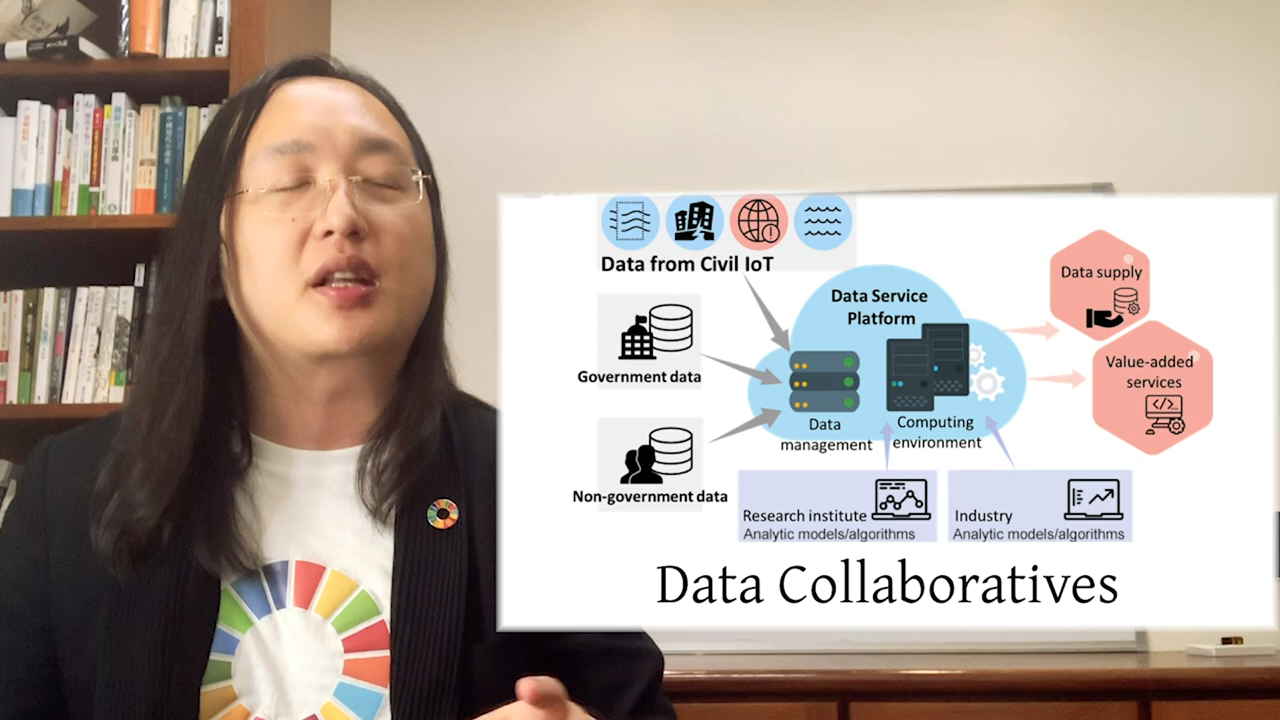 Data from Civil IoT
Government data
Non-government data
Data Service
Platform
Data
management
Computing
environment
Data supply
Value-added
services
Research institute
Analytic models/algorithms
Industry
Analytic models/algorithms
Data Collaboratives